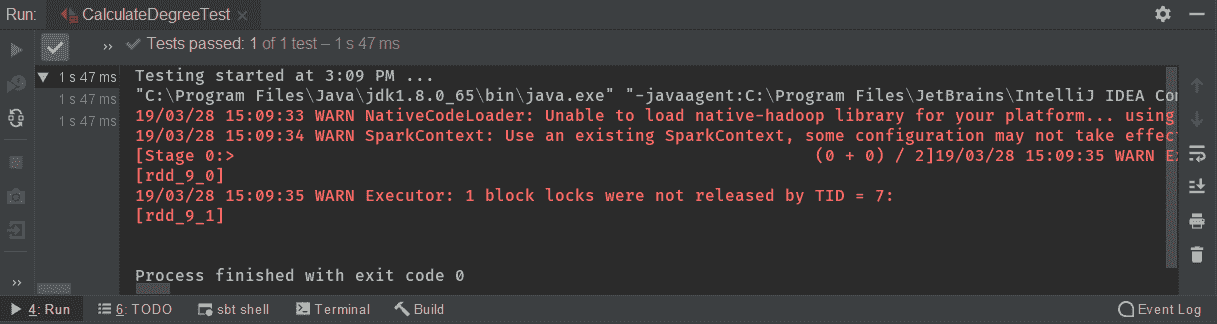 Run: CalculateDegreeTest
Tests passed: 1 of 1 test – 1 s 47 ms
1 s 47 ms
1 s 47 ms
1 s 47 ms
Testing started at 3:09 PM ...
"C:\Program Files\Java\jdk1.8.0_65\bin\java.exe" "-javaagent:C:\Program Files\JetBrains\IntelliJ IDEA Com
19/03/28 15:09:33 WARN NativeCodeLoader: Unable to load native-hadoop library for your platform... using
19/03/28 15:09:34 WARN SparkContext: Use an existing SparkContext, some configuration may not take effec
[Stage 0:> (0 + 0) / 2]19/03/28 15:09:35 WARN E
[rdd_9_0]
19/03/28 15:09:35 WARN Executor: 1 block locks were not released by TID = 7:
[rdd_9_1]
Process finished with exit code 0
4: Run 6: TODO sbt shell Terminal Build Event Log